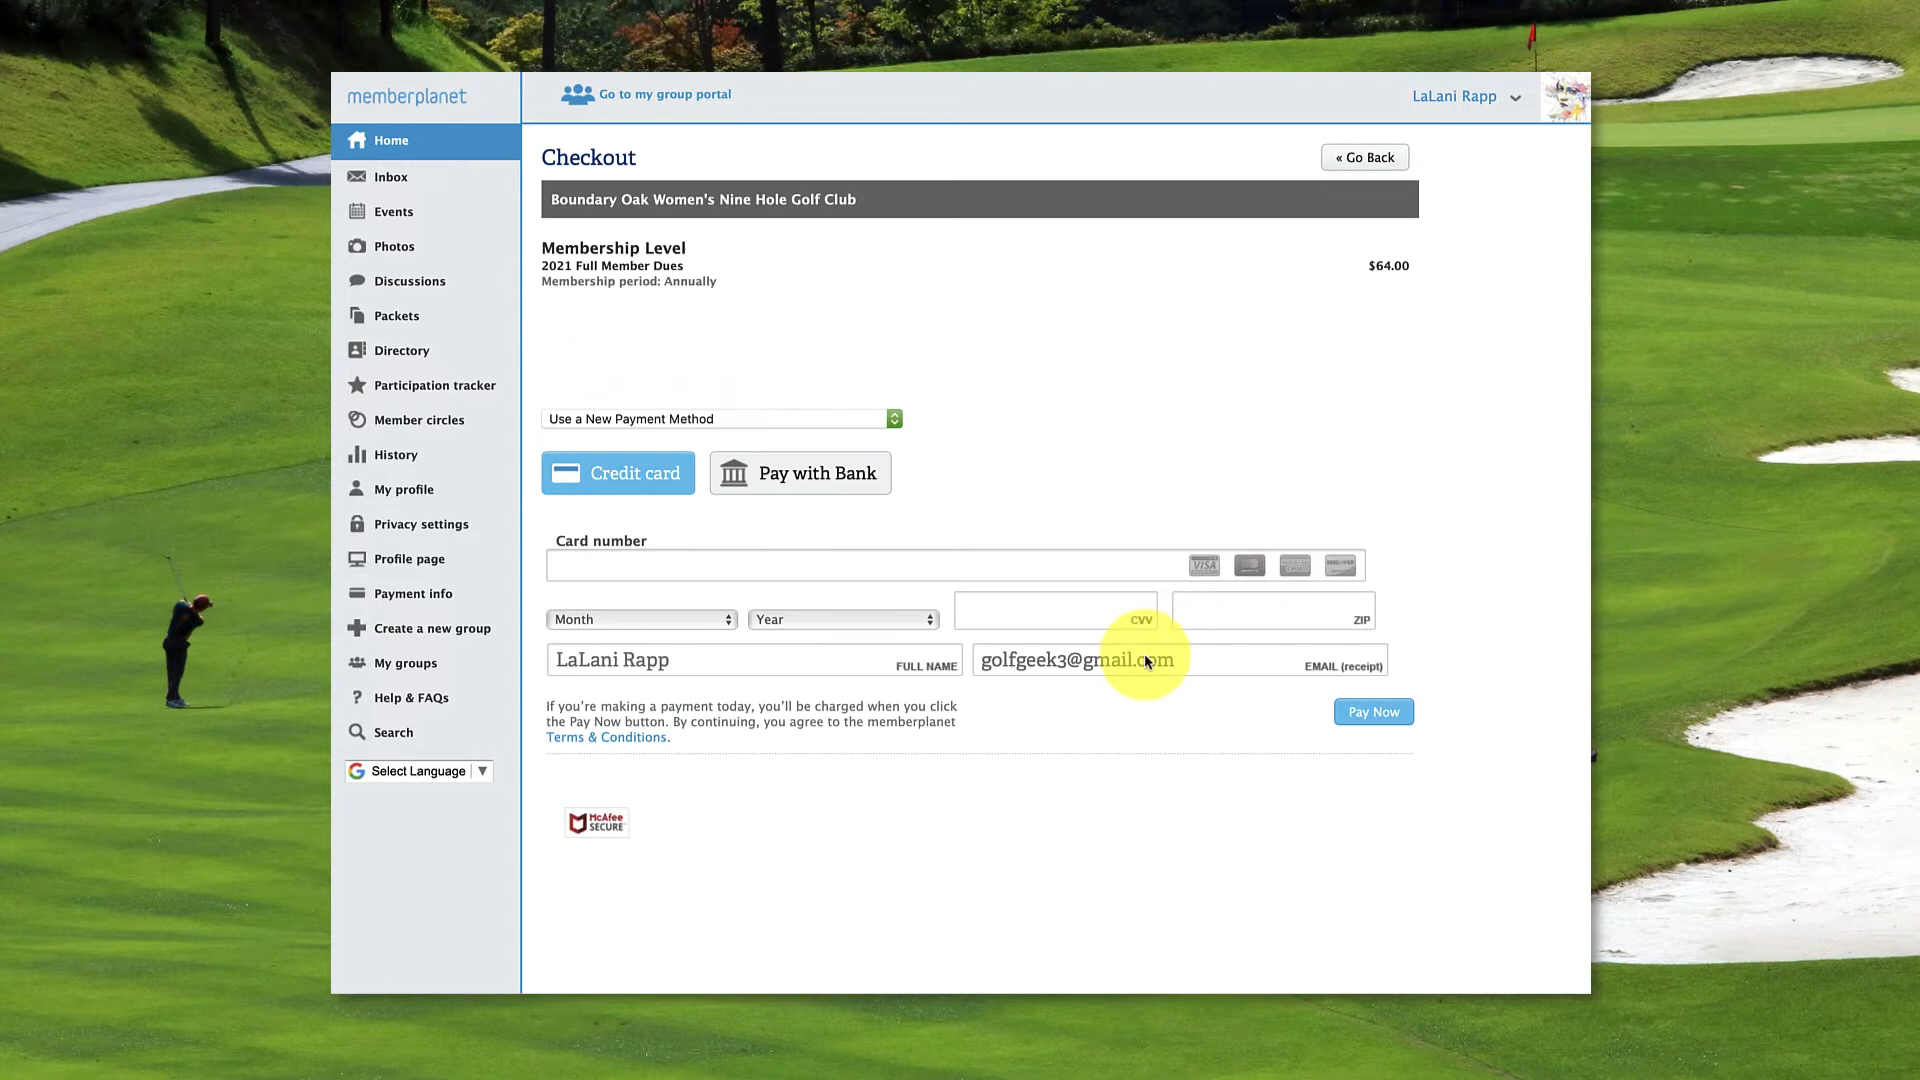 memberplanet
Go to my group portal
LaLani Rapp
Home
Inbox
Events
Photos
Discussions
Packets
Directory
Participation tracker
Member circles
History
My profile
Privacy settings
Profile page
Payment info
Create a new group
My groups
Help & FAQs
Search
Select Language
Checkout
« Go Back
Boundary Oak Women's Nine Hole Golf Club
Membership Level
2021 Full Member Dues
$64.00
Membership period: Annually
Use a New Payment Method
Credit card
Pay with Bank
Card number
VISA
Month
Year
CVV
ZIP
LaLani Rapp
FULL NAME
golfgeek3@gmail.com
EMAIL (receipt)
If you're making a payment today, you'll be charged when you click
the Pay Now button. By continuing, you agree to the memberplanet
Terms & Conditions.
Pay Now
McAfee
SECURE